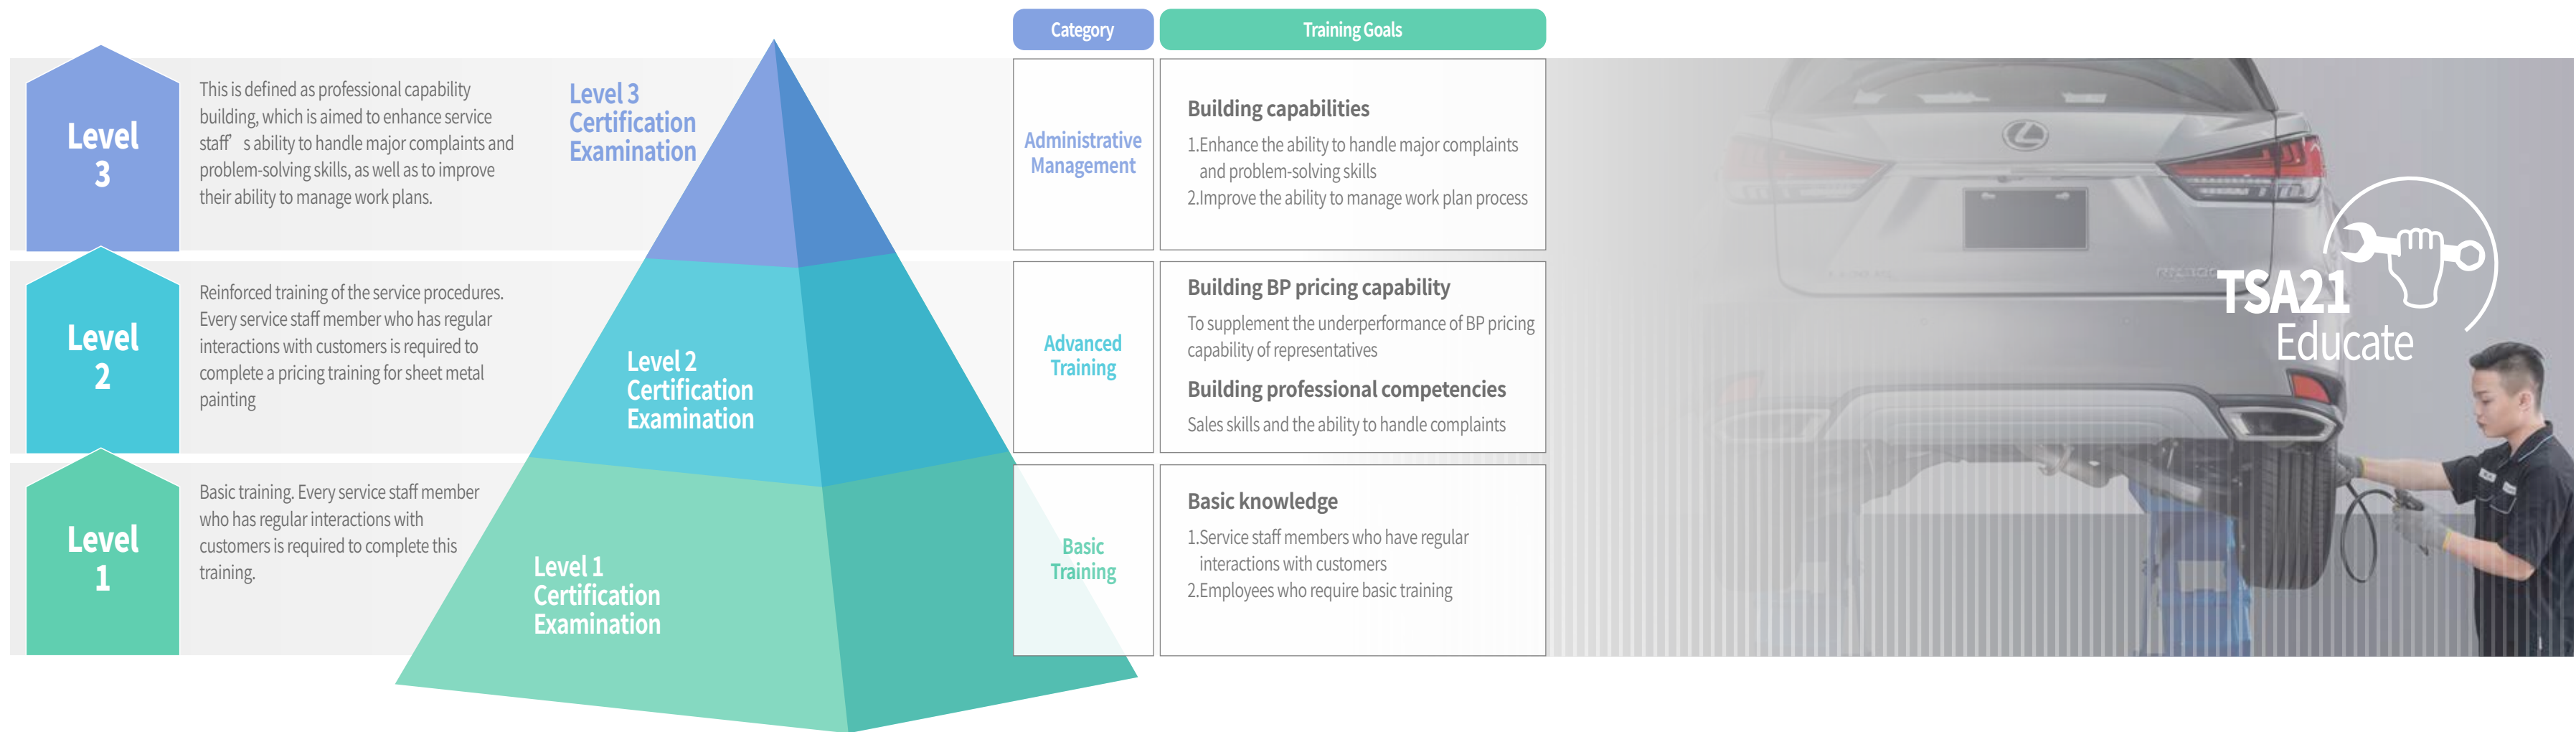 Category
Training Goals
Level
3
This is defined as professional capability
building, which is aimed to enhance service
staff’ s ability to handle major complaints and
problem-solving skills, as well as to improve
their ability to manage work plans.
Level 3
Certification
Examination
Administrative
Management
Building capabilities
1.Enhance the ability to handle major complaints
and problem-solving skills
2.Improve the ability to manage work plan process
Level
2
Reinforced training of the service procedures.
Every service staff member who has regular
interactions with customers is required to
complete a pricing training for sheet metal
painting
Level 2
Certification
Examination
Advanced
Training
Building BP pricing capability
To supplement the underperformance of BP pricing
capability of representatives
Building professional competencies
Sales skills and the ability to handle complaints
Level
1
Basic training. Every service staff member
who has regular interactions with
customers is required to complete this
training.
Level 1
Certification
Examination
Basic
Training
Basic knowledge
1.Service staff members who have regular
interactions with customers
2.Employees who require basic training
TSA21
Educate